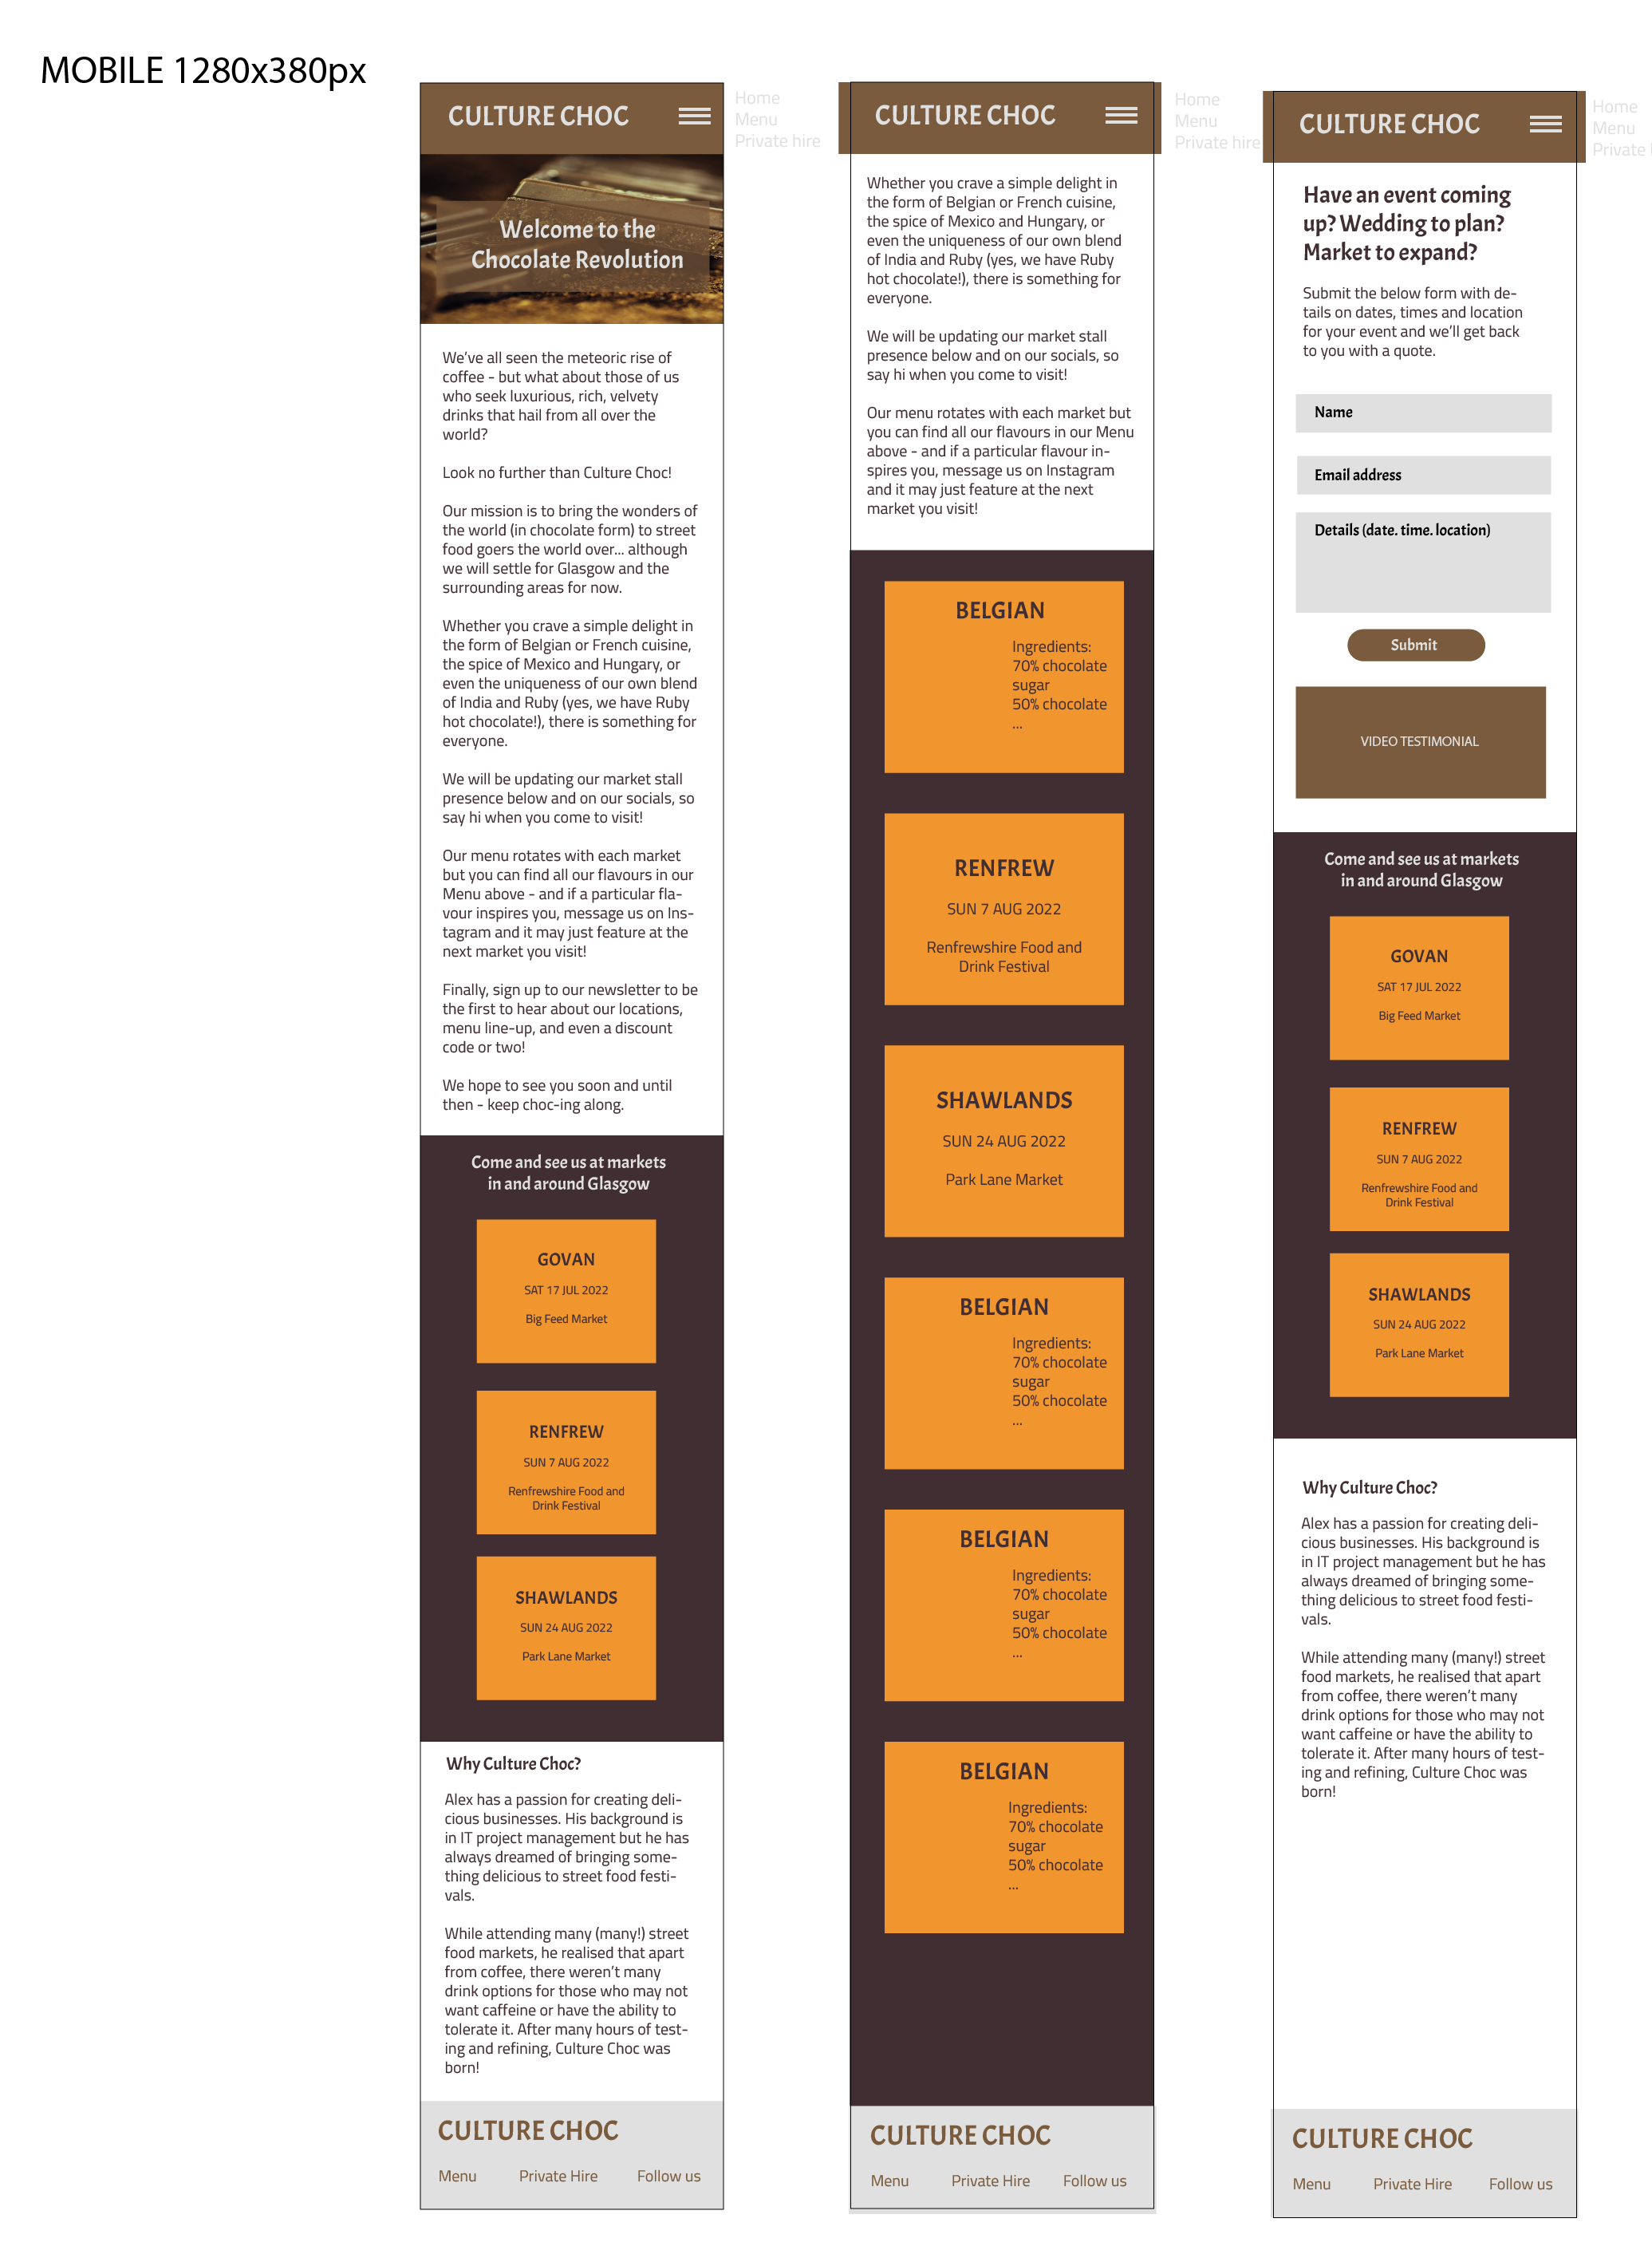 MOBILE 1280x380px
CULTURE CHOC
Home
Menu
Private hire
Welcome to the
Chocolate Revolution
We've all seen the meteoric rise of
coffee - but what about those of us
who seek luxurious, rich, velvety
drinks that hail from all over the
world?
Look no further than Culture Choc!
Our mission is to bring the wonders of
the world (in chocolate form) to street
food goers the world over... although
we will settle for Glasgow and the
surrounding areas for now.
Whether you crave a simple delight in
the form of Belgian or French cuisine,
the spice of Mexico and Hungary, or
even the uniqueness of our own blend
of India and Ruby (yes, we have Ruby
hot chocolate!), there is something for
everyone.
We will be updating our market stall
presence below and on our socials, so
say hi when you come to visit!
Our menu rotates with each market
but you can find all our flavours in our
Menu above - and if a particular fla-
vour inspires you, message us on Ins-
tagram and it may just feature at the
next market you visit!
Finally, sign up to our newsletter to be
the first to hear about our locations,
menu line-up, and even a discount
code or two!
We hope to see you soon and until
then - keep choc-ing along.
Come and see us at markets
in and around Glasgow
GOVAN
SAT 17 JUL 2022
Big Feed Market
RENFREW
SUN 7 AUG 2022
Renfrewshire Food and
Drink Festival
SHAWLANDS
SUN 24 AUG 2022
Park Lane Market
Why Culture Choc?
Alex has a passion for creating deli-
cious businesses. His background is
in IT project management but he has
always dreamed of bringing some-
thing delicious to street food festi-
vals.
While attending many (many!) street
food markets, he realised that apart
from coffee, there weren't many
drink options for those who may not
want caffeine or have the ability to
tolerate it. After many hours of test-
ing and refining, Culture Choc was
born!
CULTURE CHOC
Menu Private Hire Follow us
CULTURE CHOC
Home
Menu
Private hire
Whether you crave a simple delight in
the form of Belgian or French cuisine,
the spice of Mexico and Hungary, or
even the uniqueness of our own blend
of India and Ruby (yes, we have Ruby
hot chocolate!), there is something for
everyone.
We will be updating our market stall
presence below and on our socials, so
say hi when you come to visit!
Our menu rotates with each market but
you can find all our flavours in our Menu
above - and if a particular flavour in-
spires you, message us on Instagram
and it may just feature at the next
market you visit!
BELGIAN
Ingredients:
70% chocolate
sugar
50% chocolate
...
RENFREW
SUN 7 AUG 2022
Renfrewshire Food and
Drink Festival
SHAWLANDS
SUN 24 AUG 2022
Park Lane Market
BELGIAN
Ingredients:
70% chocolate
sugar
50% chocolate
...
BELGIAN
Ingredients:
70% chocolate
sugar
50% chocolate
...
BELGIAN
Ingredients:
70% chocolate
sugar
50% chocolate
...
CULTURE CHOC
Menu Private Hire Follow us
CULTURE CHOC
Home
Menu
Private
Have an event coming
up? Wedding to plan?
Market to expand?
Submit the below form with de-
tails on dates, times and location
for your event and we'll get back
to you with a quote.
Name
Email address
Details (date. time. location)
Submit
VIDEO TESTIMONIAL
Come and see us at markets
in and around Glasgow
GOVAN
SAT 17 JUL 2022
Big Feed Market
RENFREW
SUN 7 AUG 2022
Renfrewshire Food and
Drink Festival
SHAWLANDS
SUN 24 AUG 2022
Park Lane Market
Why Culture Choc?
Alex has a passion for creating deli-
cious businesses. His background is
in IT project management but he has
always dreamed of bringing some-
thing delicious to street food festi-
vals.
While attending many (many!) street
food markets, he realised that apart
from coffee, there weren't many
drink options for those who may not
want caffeine or have the ability to
tolerate it. After many hours of test-
ing and refining, Culture Choc was
born!
CULTURE CHOC
Menu Private Hire Follow us